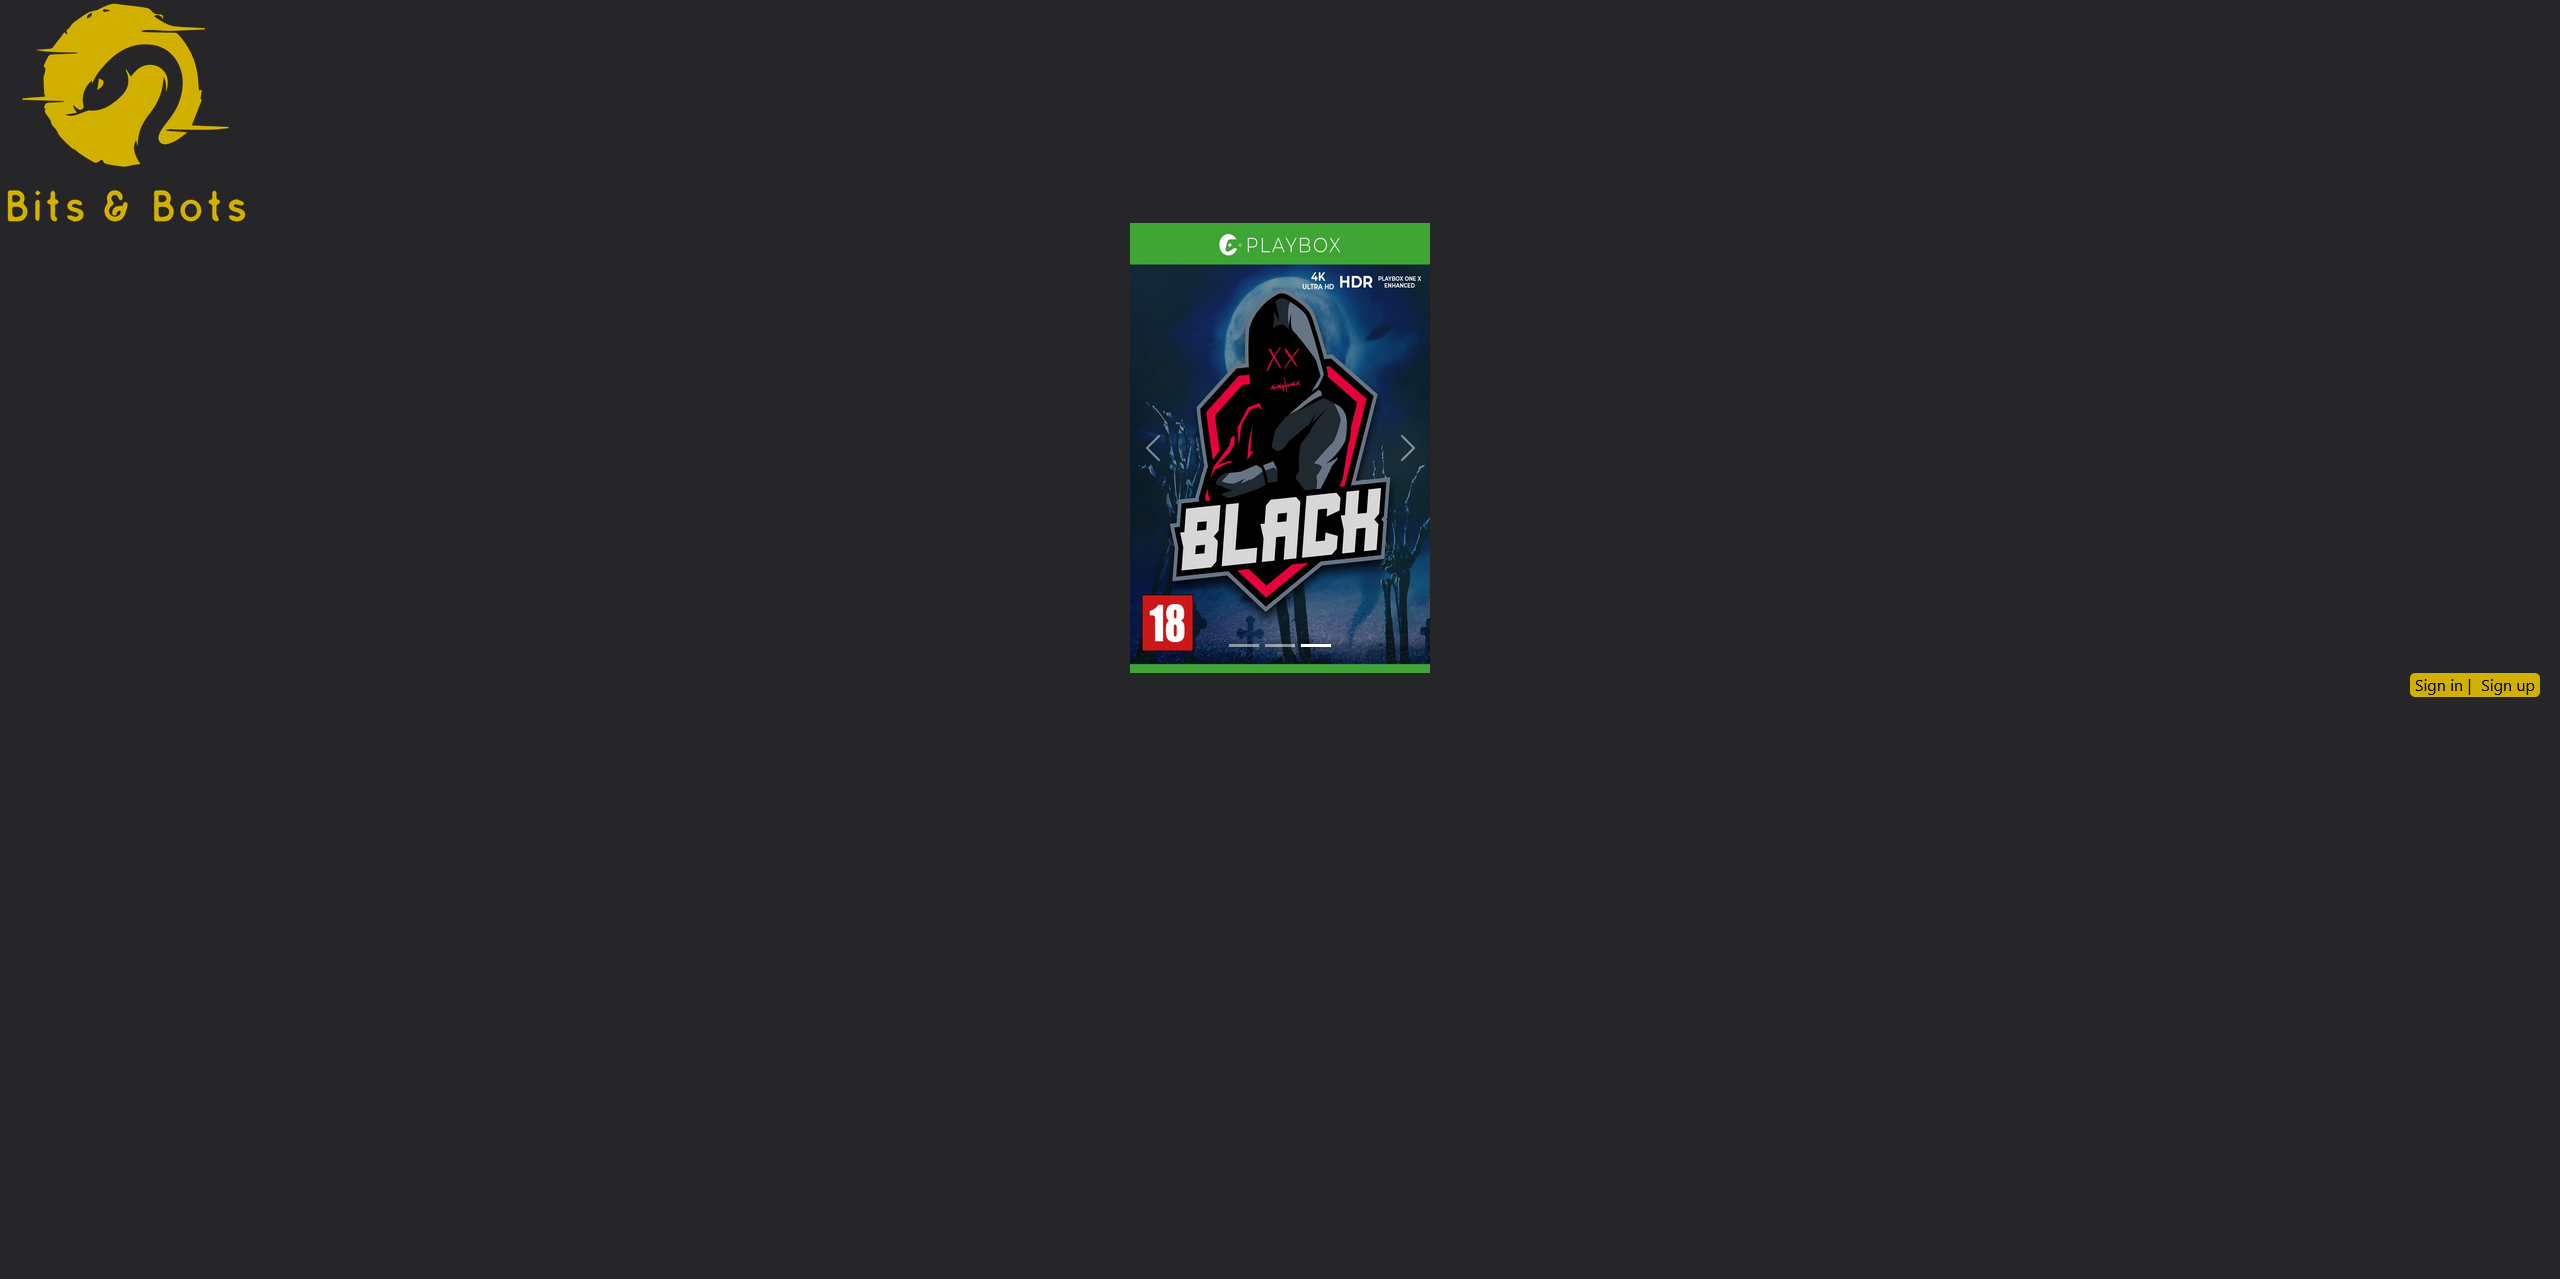 Bits & Bots
PLAYBOX
4K
ULTRA HD
HDR
PLAYBOX ONE X
ENHANCED
BLACK
18
Sign in | Sign up